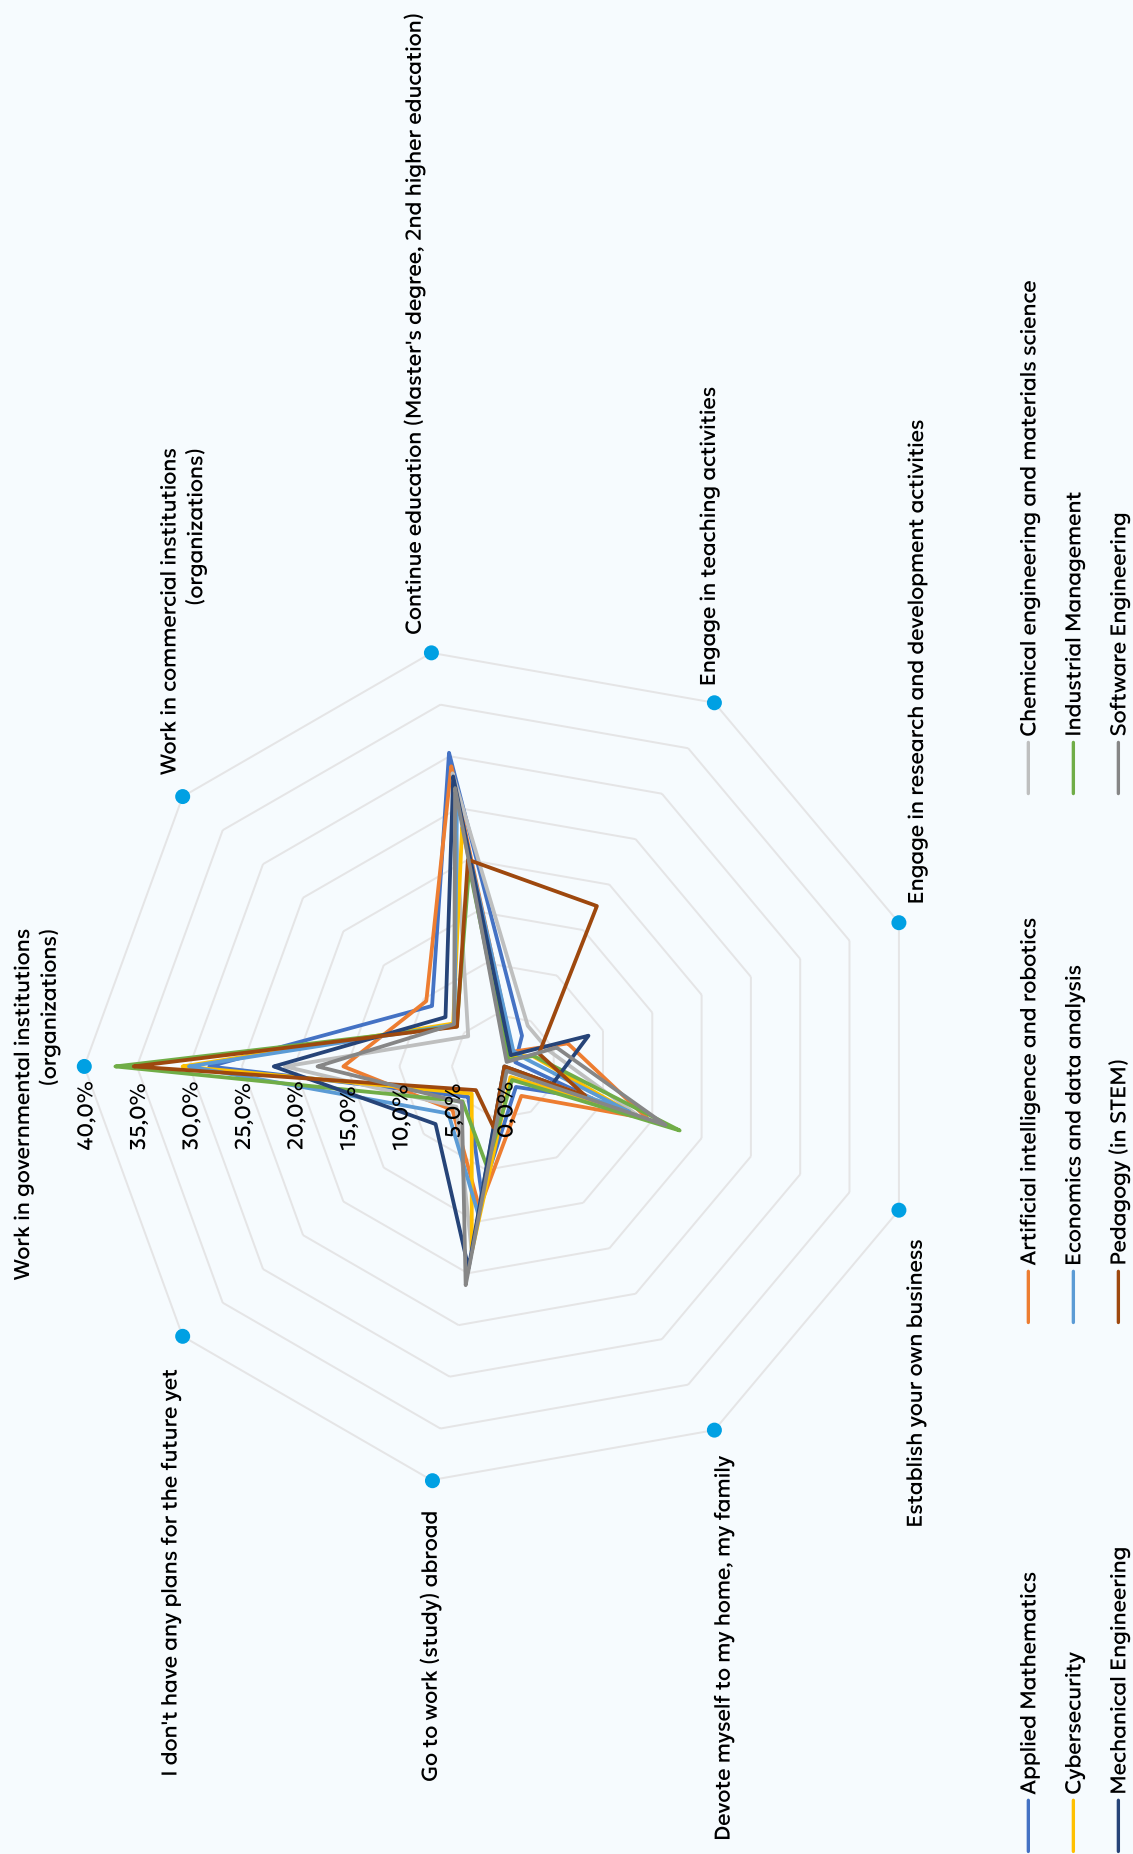 Work in governmental institutions
(organizations)
Work in commercial institutions
(organizations)
Continue education (Master's degree, 2nd higher education)
Engage in teaching activities
Engage in research and development activities
Establish your own business
Devote myself to my home, my family
Go to work (study) abroad
I don't have any plans for the future yet
40,0%
35,0%
30,0%
25,0%
20,0%
15,0%
10,0%
5,0%
0,0%
Applied Mathematics
Artificial intelligence and robotics
Chemical engineering and materials science
Cybersecurity
Economics and data analysis
Industrial Management
Mechanical Engineering
Pedagogy (in STEM)
Software Engineering